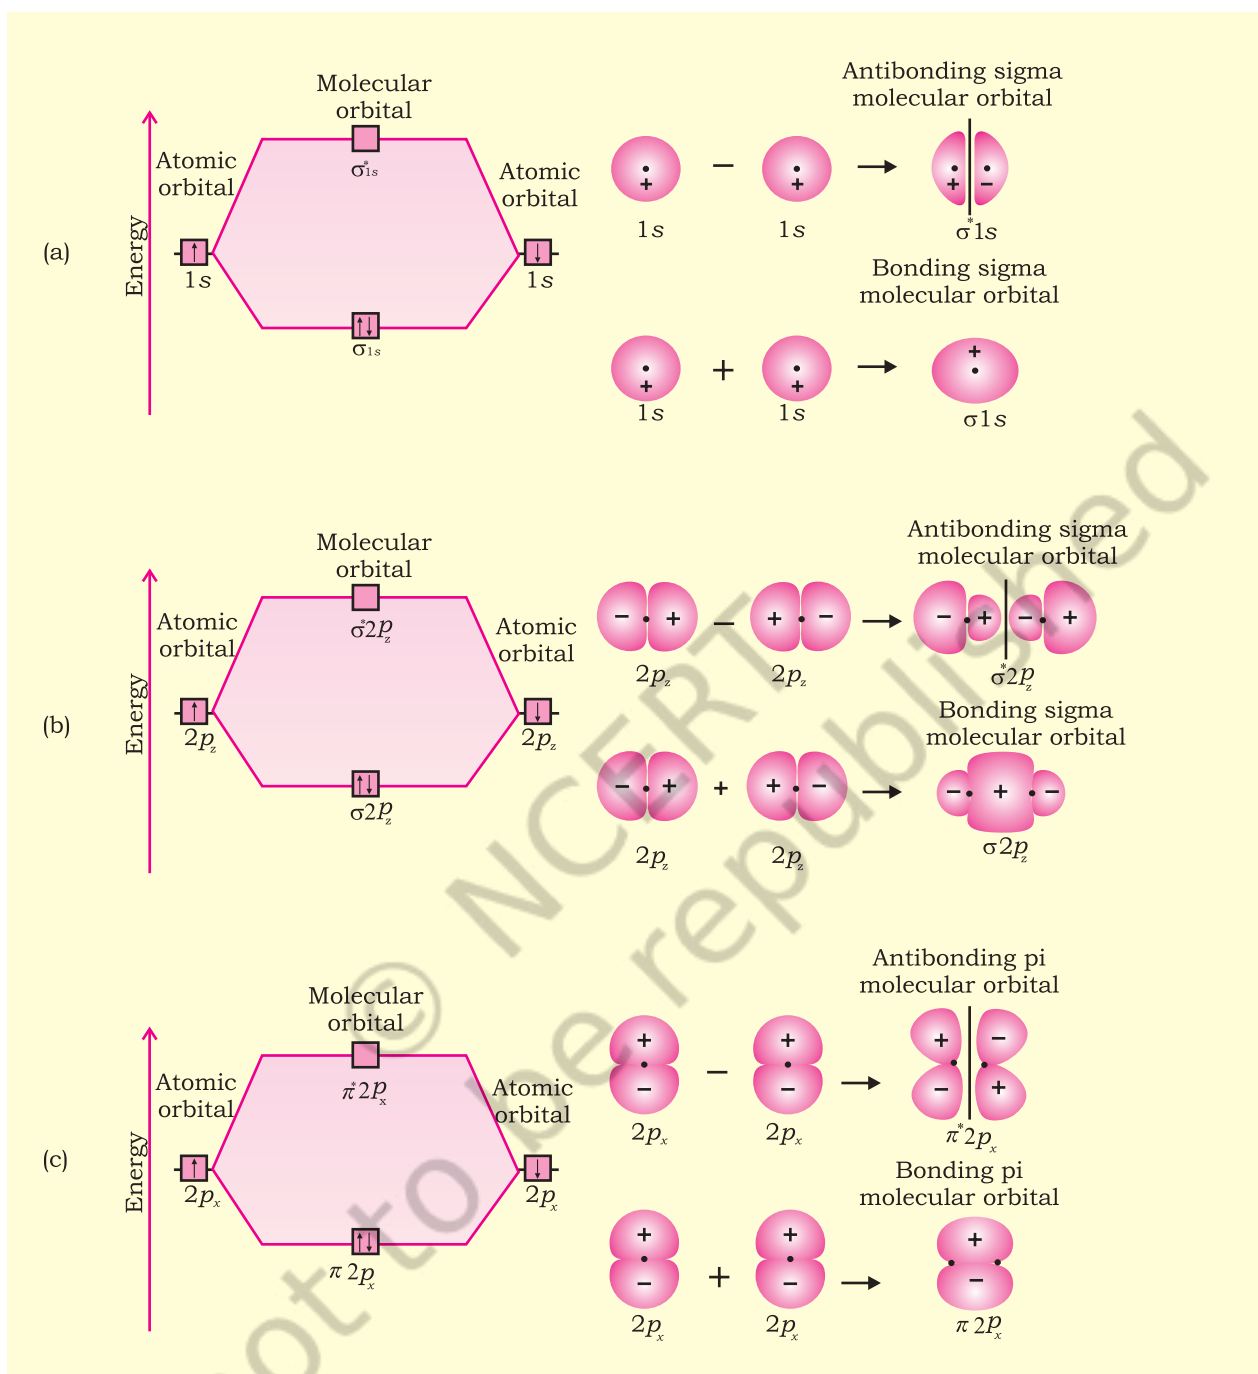 (a)
Energy
Molecular
orbital
σ*1s
Atomic
orbital
1s
Atomic
orbital
1s
σ1s
Antibonding sigma
molecular orbital
+ − + → + −
1s 1s σ*1s
Bonding sigma
molecular orbital
+ + + → +
1s 1s σ1s
(b)
Energy
Molecular
orbital
σ*2pz
Atomic
orbital
2pz
Atomic
orbital
2pz
σ2pz
Antibonding sigma
molecular orbital
− + − + − → − + − +
2pz 2pz σ*2pz
Bonding sigma
molecular orbital
− + + + − → − + −
2pz 2pz σ2pz
(c)
Energy
Molecular
orbital
π*2px
Atomic
orbital
2px
Atomic
orbital
2px
π2px
Antibonding pi
molecular orbital
+ + + −
− →
− − − +
2px 2px π*2px
Bonding pi
molecular orbital
+ + +
+ →
− − −
2px 2px π2px
© NCERT
not to be republished